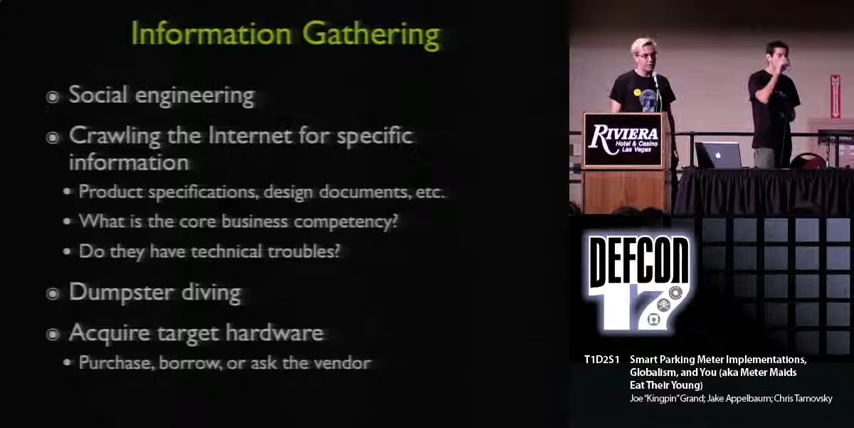 Information Gathering
Social engineering
Crawling the Internet for specific
information
Product specifications, design documents, etc.
What is the core business competency?
Do they have technical troubles?
Dumpster diving
Acquire target hardware
Purchase, borrow, or ask the vendor
RIVIERA
Hotel & Casino
Las Vegas
DEFCON
17
T1D2S1 Smart Parking Meter Implementations,
Globalism, and You (aka Meter Maids
Eat Their Young)
Joe "Kingpin" Grand; Jake Appelbaum; Chris Tarnovsky